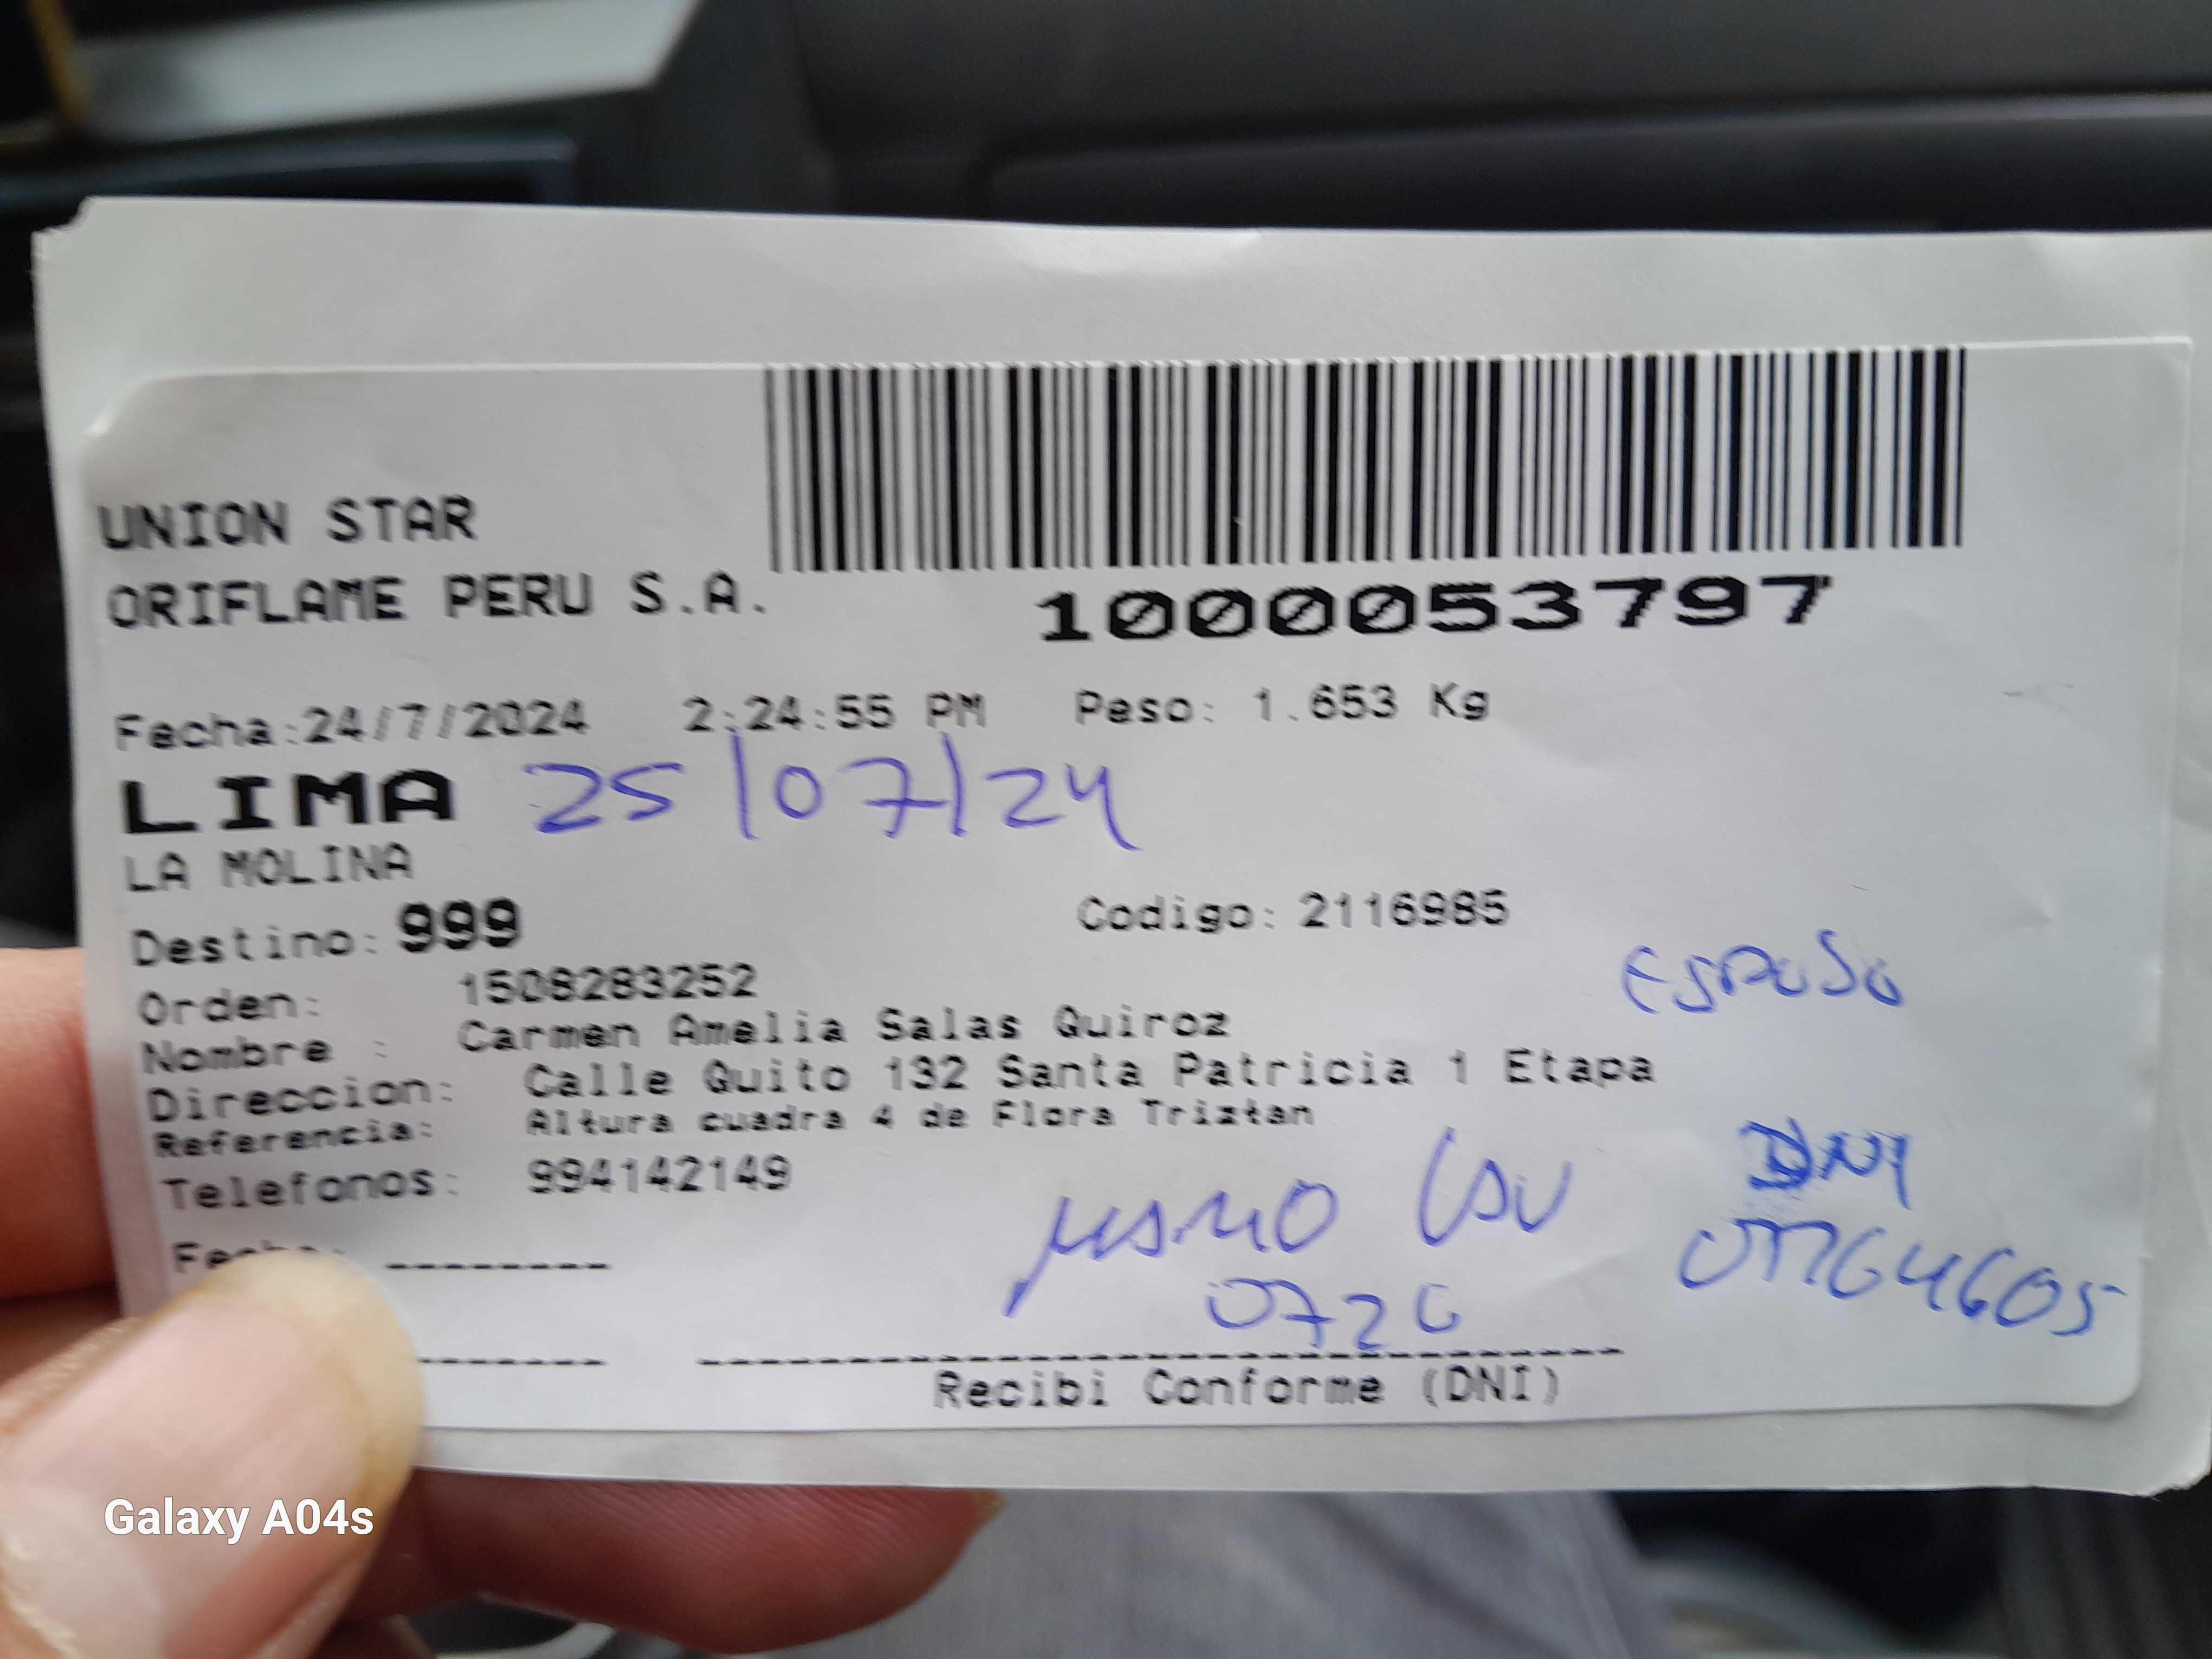 UNION STAR
ORIFLAME PERU S.A.
1000053797
Fecha:24/7/2024 2:24:55 PM Peso: 1.653 Kg
LIMA 25/07/24
LA MOLINA
Destino: 999 Codigo: 2116985
Esposo
Orden: 1508283252
Nombre : Carmen Amelia Salas Quiroz
Direccion: Calle Quito 132 Santa Patricia 1 Etapa
Referencia: Altura cuadra 4 de Flora Triztan
Telefonos: 994142149
DNI
Recibi Conforme (DNI)
Galaxy A04s